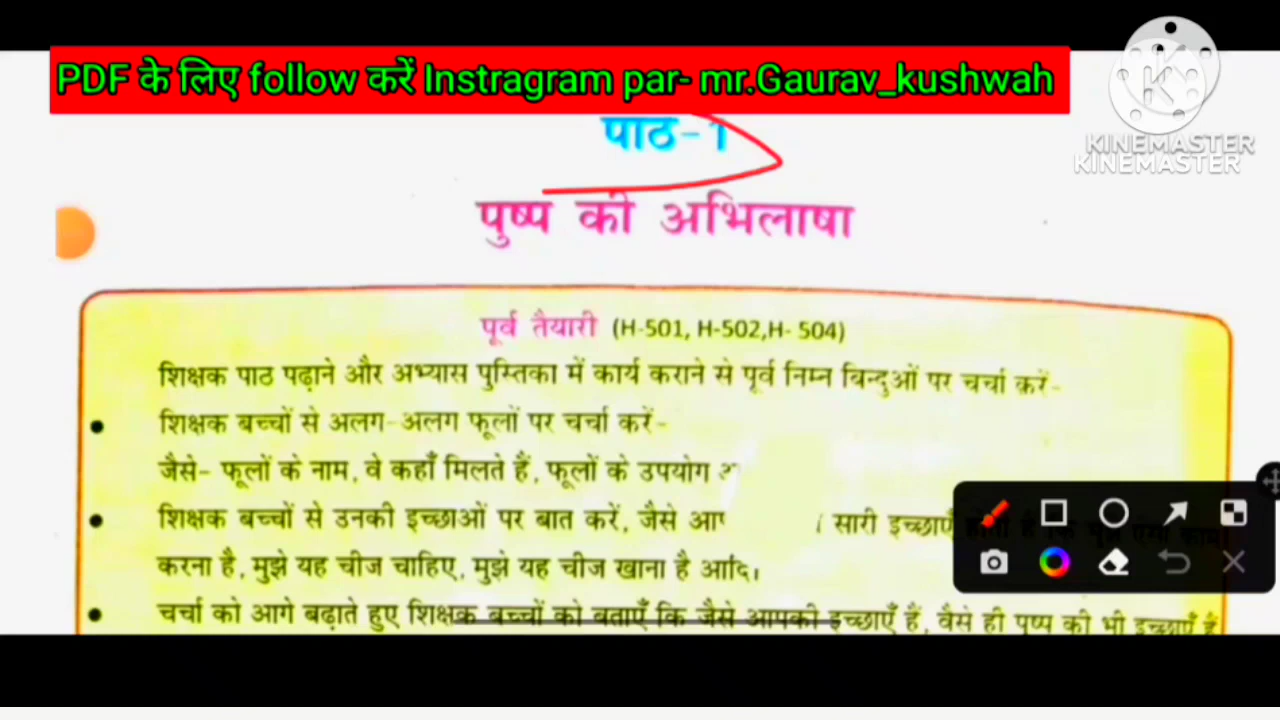 PDF के लिए follow करें Instragram par- mr.Gaurav_kushwah
KINEMASTER
KINEMASTER
पाठ-1
पुष्प की अभिलाषा
पूर्व तैयारी (H-501, H-502,H- 504)
शिक्षक पाठ पढ़ाने और अभ्यास पुस्तिका में कार्य कराने से पूर्व निम्न बिन्दुओं पर चर्चा करें-
• शिक्षक बच्चों से अलग-अलग फूलों पर चर्चा करें-
जैसे- फूलों के नाम, वे कहाँ मिलते हैं, फूलों के उपयोग
• शिक्षक बच्चों से उनकी इच्छाओं पर बात करें, जैसे सारी इच्छाएँ
करना है, मुझे यह चीज चाहिए, मुझे यह चीज खाना है आदि।
• चर्चा को आगे बढ़ाते हुए शिक्षक बच्चों को बताएँ कि जैसे आपकी इच्छाएँ हैं, वैसे ही पुष्प की भी इच्छाएँ हैं